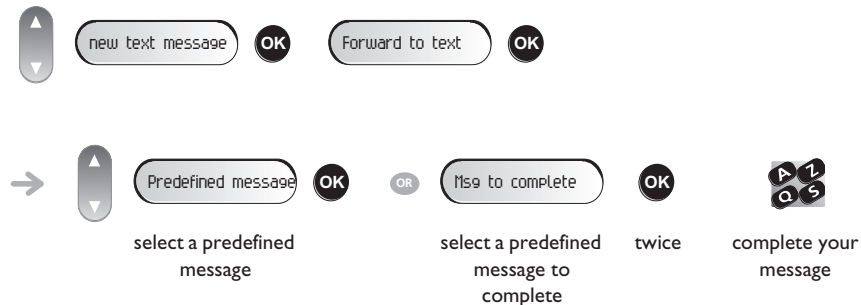 new text message OK Forward to text OK
Predefined message OK OR Msg to complete OK A Z Q S
select a predefined message
select a predefined message to complete
twice
complete your message